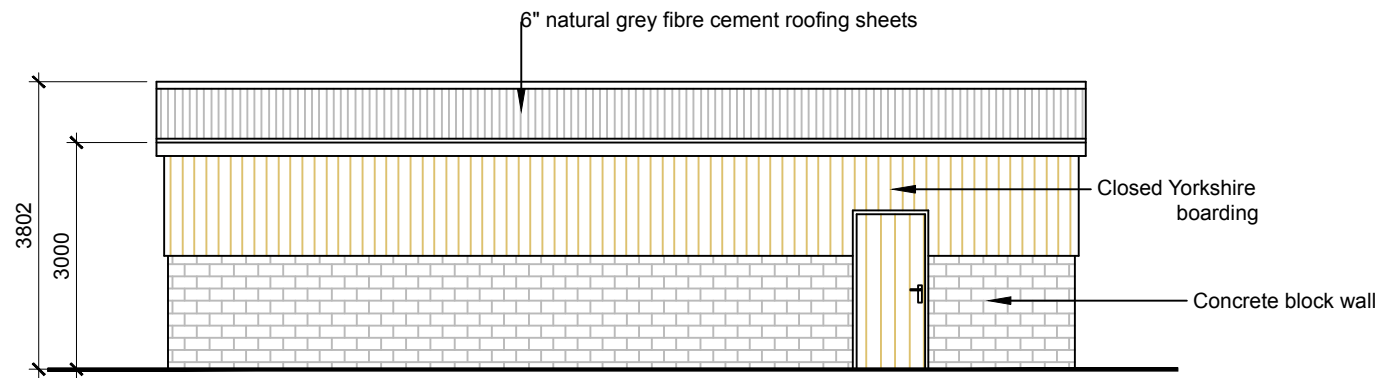 6" natural grey fibre cement roofing sheets
3802
3000
Closed Yorkshire
boarding
Concrete block wall